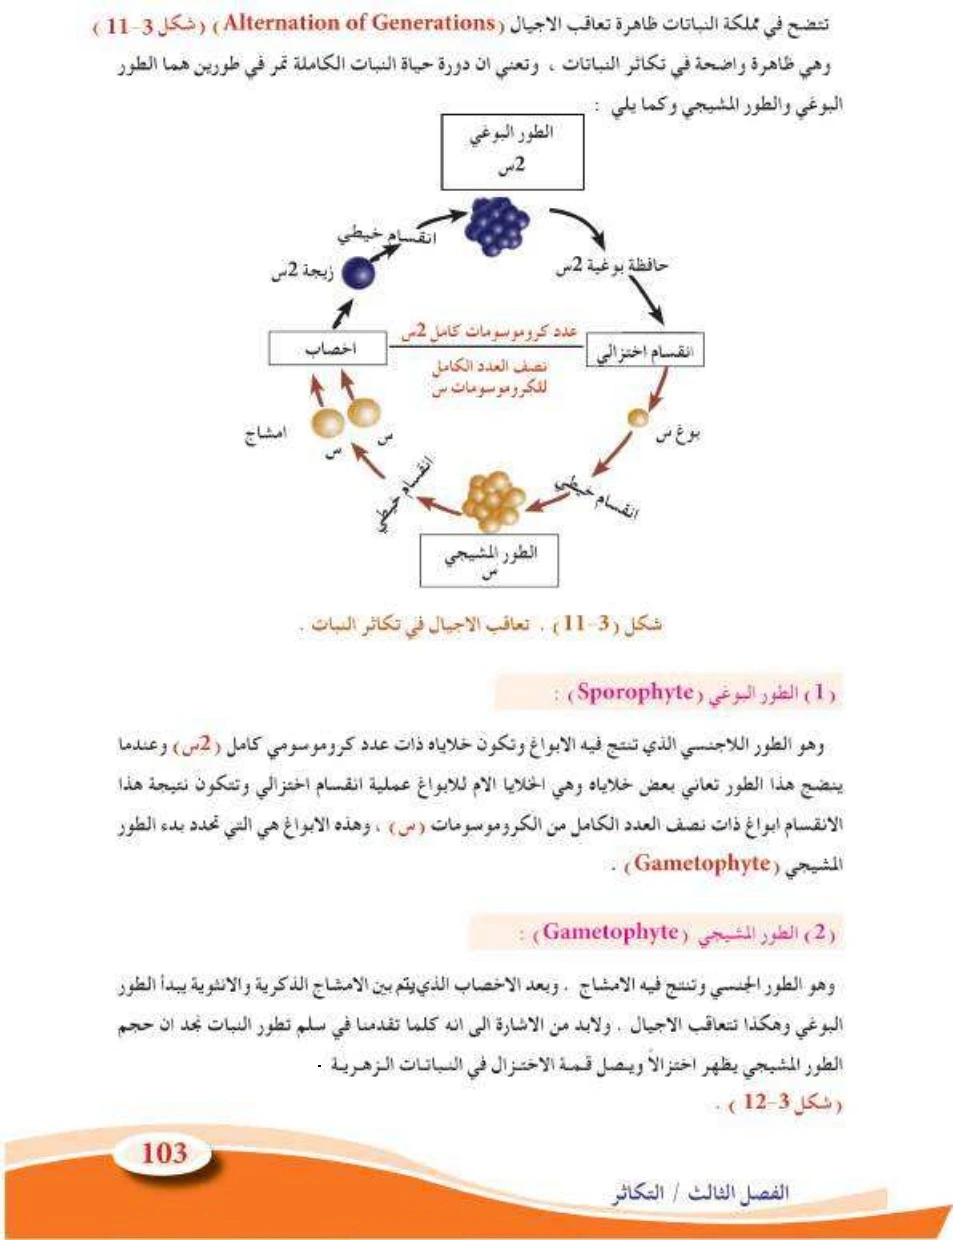 تتضح في مملكة النباتات ظاهرة تعاقب الاجيال (Alternation of Generations) (شكل 3-11)
وهي ظاهرة واضحة في تكاثر النباتات ، وتعني ان دورة حياة النبات الكاملة تمر في طورين هما الطور
البوغي والطور المشيجي وكما يلي :
الطور البوغي
2س
انقسام خيطي
حافظة بوغية 2س
زيجة 2س
عدد كروموسومات كامل 2س
اخصاب
انقسام اختزالي
نصف العدد الكامل
للكروموسومات س
بوغ س
امشاج
س
س
انقسام خيطي
انقسام خيطي
الطور المشيجي
س
شكل (3-11) . تعاقب الاجيال في تكاثر النبات .
(1) الطور البوغي (Sporophyte) :
وهو الطور اللاجنسي الذي تنتج فيه الابواغ وتكون خلاياه ذات عدد كروموسومي كامل (2س) وعندما
ينضج هذا الطور تعاني بعض خلاياه وهي الخلايا الام للابواغ عملية انقسام اختزالي وتتكون نتيجة هذا
الانقسام ابواغ ذات نصف العدد الكامل من الكروموسومات (س) ، وهذه الابواغ هي التي تحدد بدء الطور
المشيجي (Gametophyte) .
(2) الطور المشيجي (Gametophyte) :
وهو الطور الجنسي وتنتج فيه الامشاج . وبعد الاخصاب الذي يتم بين الامشاج الذكرية والانثوية يبدأ الطور
البوغي وهكذا تتعاقب الاجيال . ولابد من الاشارة الى انه كلما تقدمنا في سلم تطور النبات نجد ان حجم
الطور المشيجي يظهر اختزالاً ويصل قمة الاختزال في النباتات الزهرية .
(شكل 3-12) .
103
الفصل الثالث / التكاثر